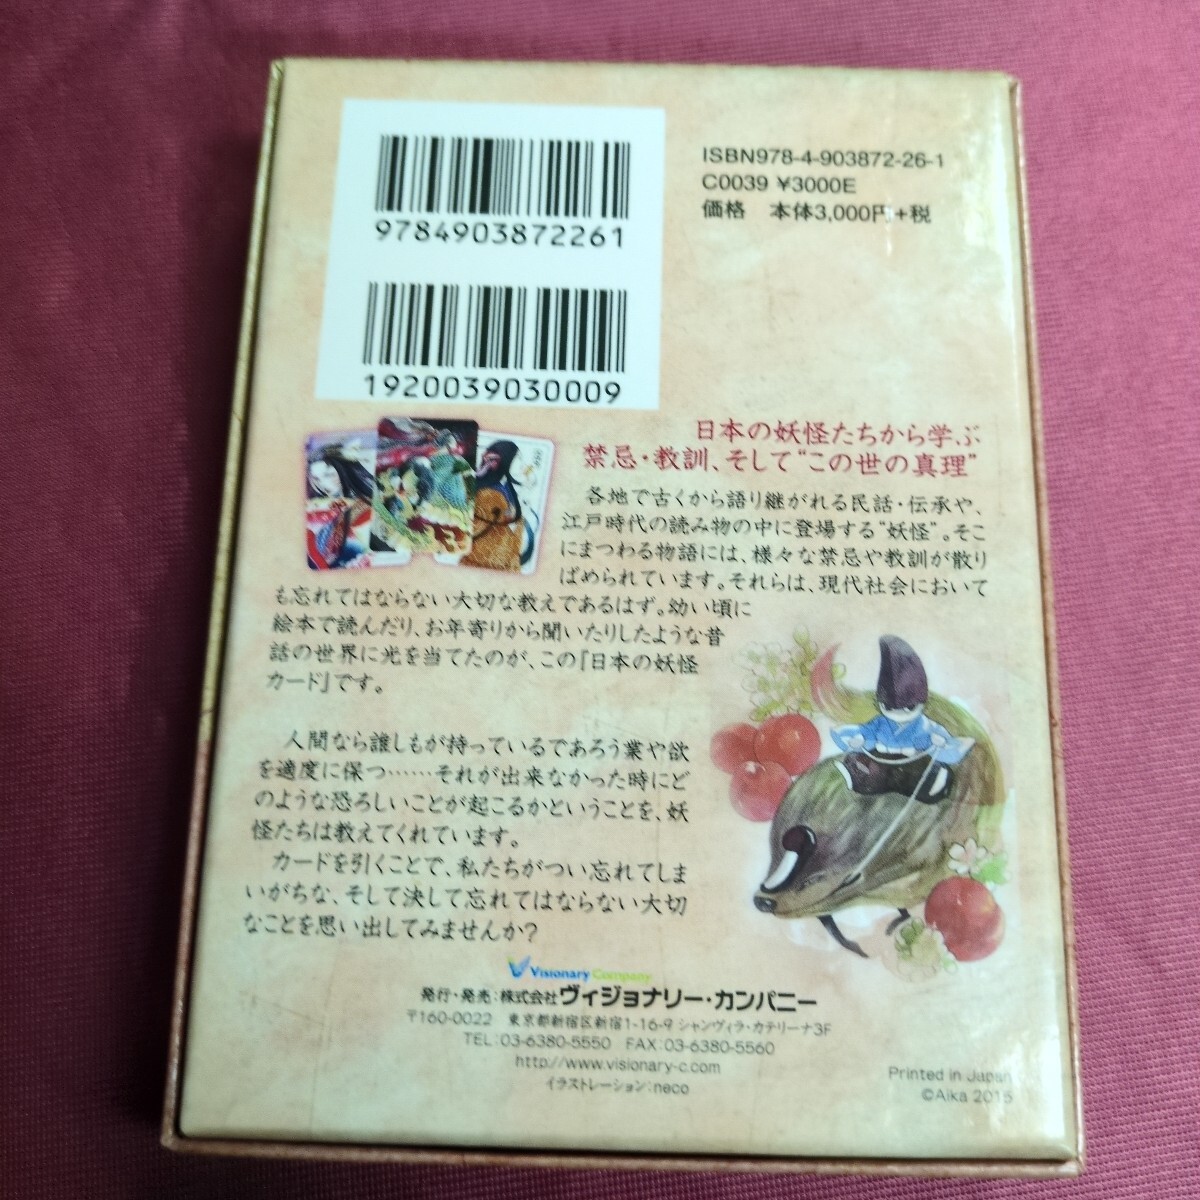 9784903872261
1920039030009
ISBN978-4-903872-26-1
C0039 ¥3000E
価格 本体3,000円+税
日本の妖怪たちから学ぶ
禁忌・教訓、そして“この世の真理”
各地で古くから語り継がれる民話・伝承や、
江戸時代の読み物の中に登場する“妖怪”。そこ
にまつわる物語には、様々な禁忌や教訓が散り
ばめられています。それらは、現代社会において
も忘れてはならない大切な教えであるはず。幼い頃に
絵本で読んだり、お年寄りから聞いたりしたような昔
話の世界に光を当てたのが、この『日本の妖怪
カード』です。
人間なら誰しもが持っているであろう業や欲
を適度に保つ……それが出来なかった時にど
のような恐ろしいことが起こるかということを、妖
怪たちは教えてくれています。
カードを引くことで、私たちがつい忘れてしま
いがちな、そして決して忘れてはならない大切
なことを思い出してみませんか?
Visionary Company
発行・発売:株式会社ヴィジョナリー・カンパニー
〒160-0022 東京都新宿区新宿1-16-9 シャンヴィラ・カテリーナ3F
TEL:03-6380-5550 FAX:03-6380-5560
http://www.visionary-c.com
イラストレーション:neco
Printed in Japan
©Aika 2015